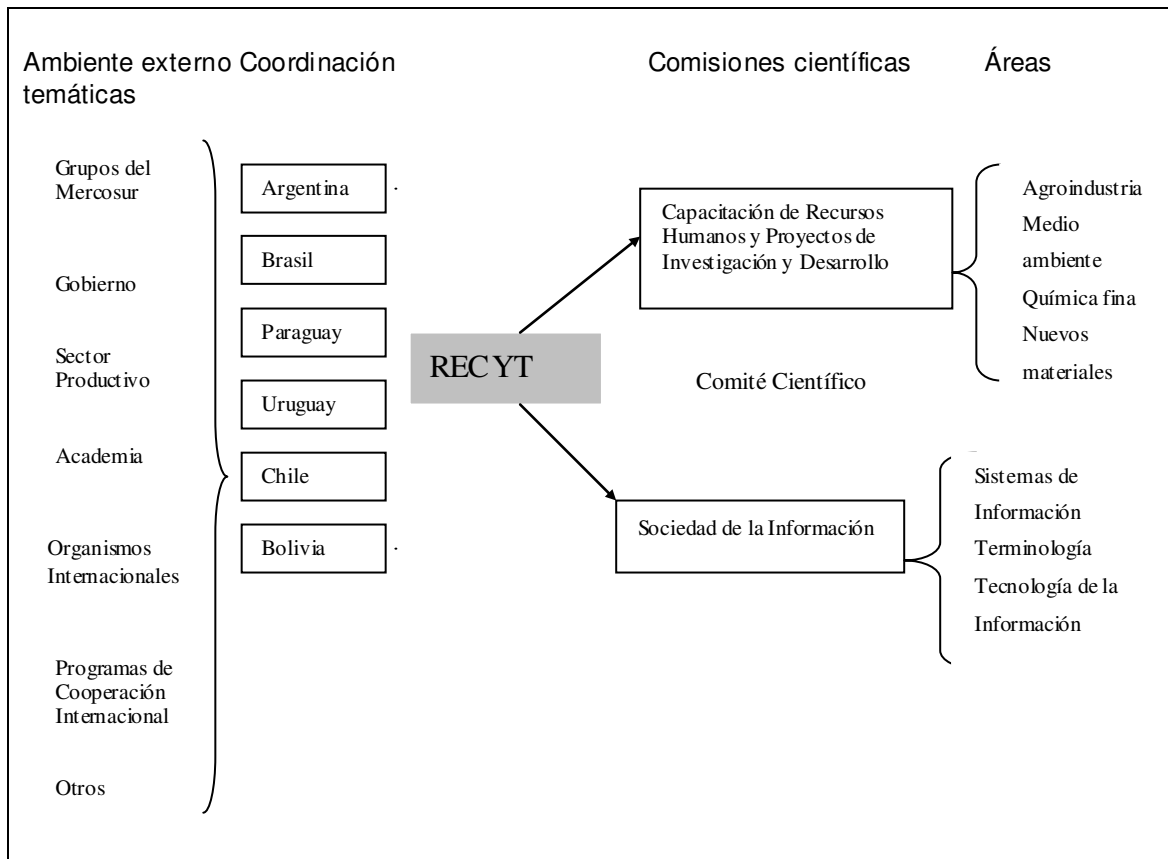 Ambiente externo Coordinación
temáticas
Comisiones científicas
Áreas
Grupos del
Mercosur
Gobierno
Sector
Productivo
Academia
Organismos
Internacionales
Programas de
Cooperación
Internacional
Otros
Argentina
Brasil
Paraguay
Uruguay
Chile
Bolivia
RECYT
Capacitación de Recursos
Humanos y Proyectos de
Investigación y Desarrollo
Comité Científico
Sociedad de la Información
Agroindustria
Medio
ambiente
Química fina
Nuevos
materiales
Sistemas de
Información
Terminología
Tecnología de la
Información